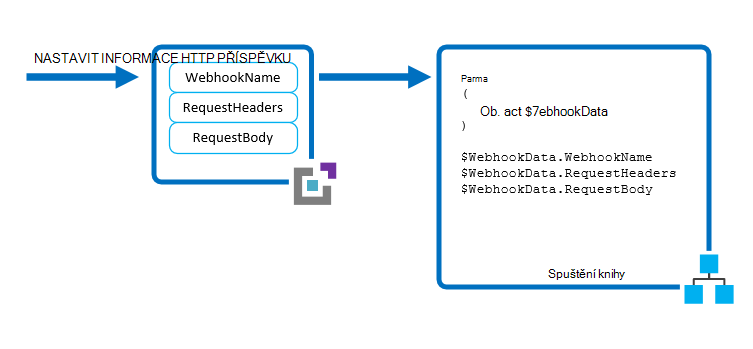 NASTAVIT INFORMACE HTTP PŘÍSPĚVKU
WebhookName
RequestHeaders
RequestBody
Parma
(
Ob. act $7ebhookData
)
$WebhookData.WebhookName
$WebhookData.RequestHeaders
$WebhookData.RequestBody
Spuštění knihy